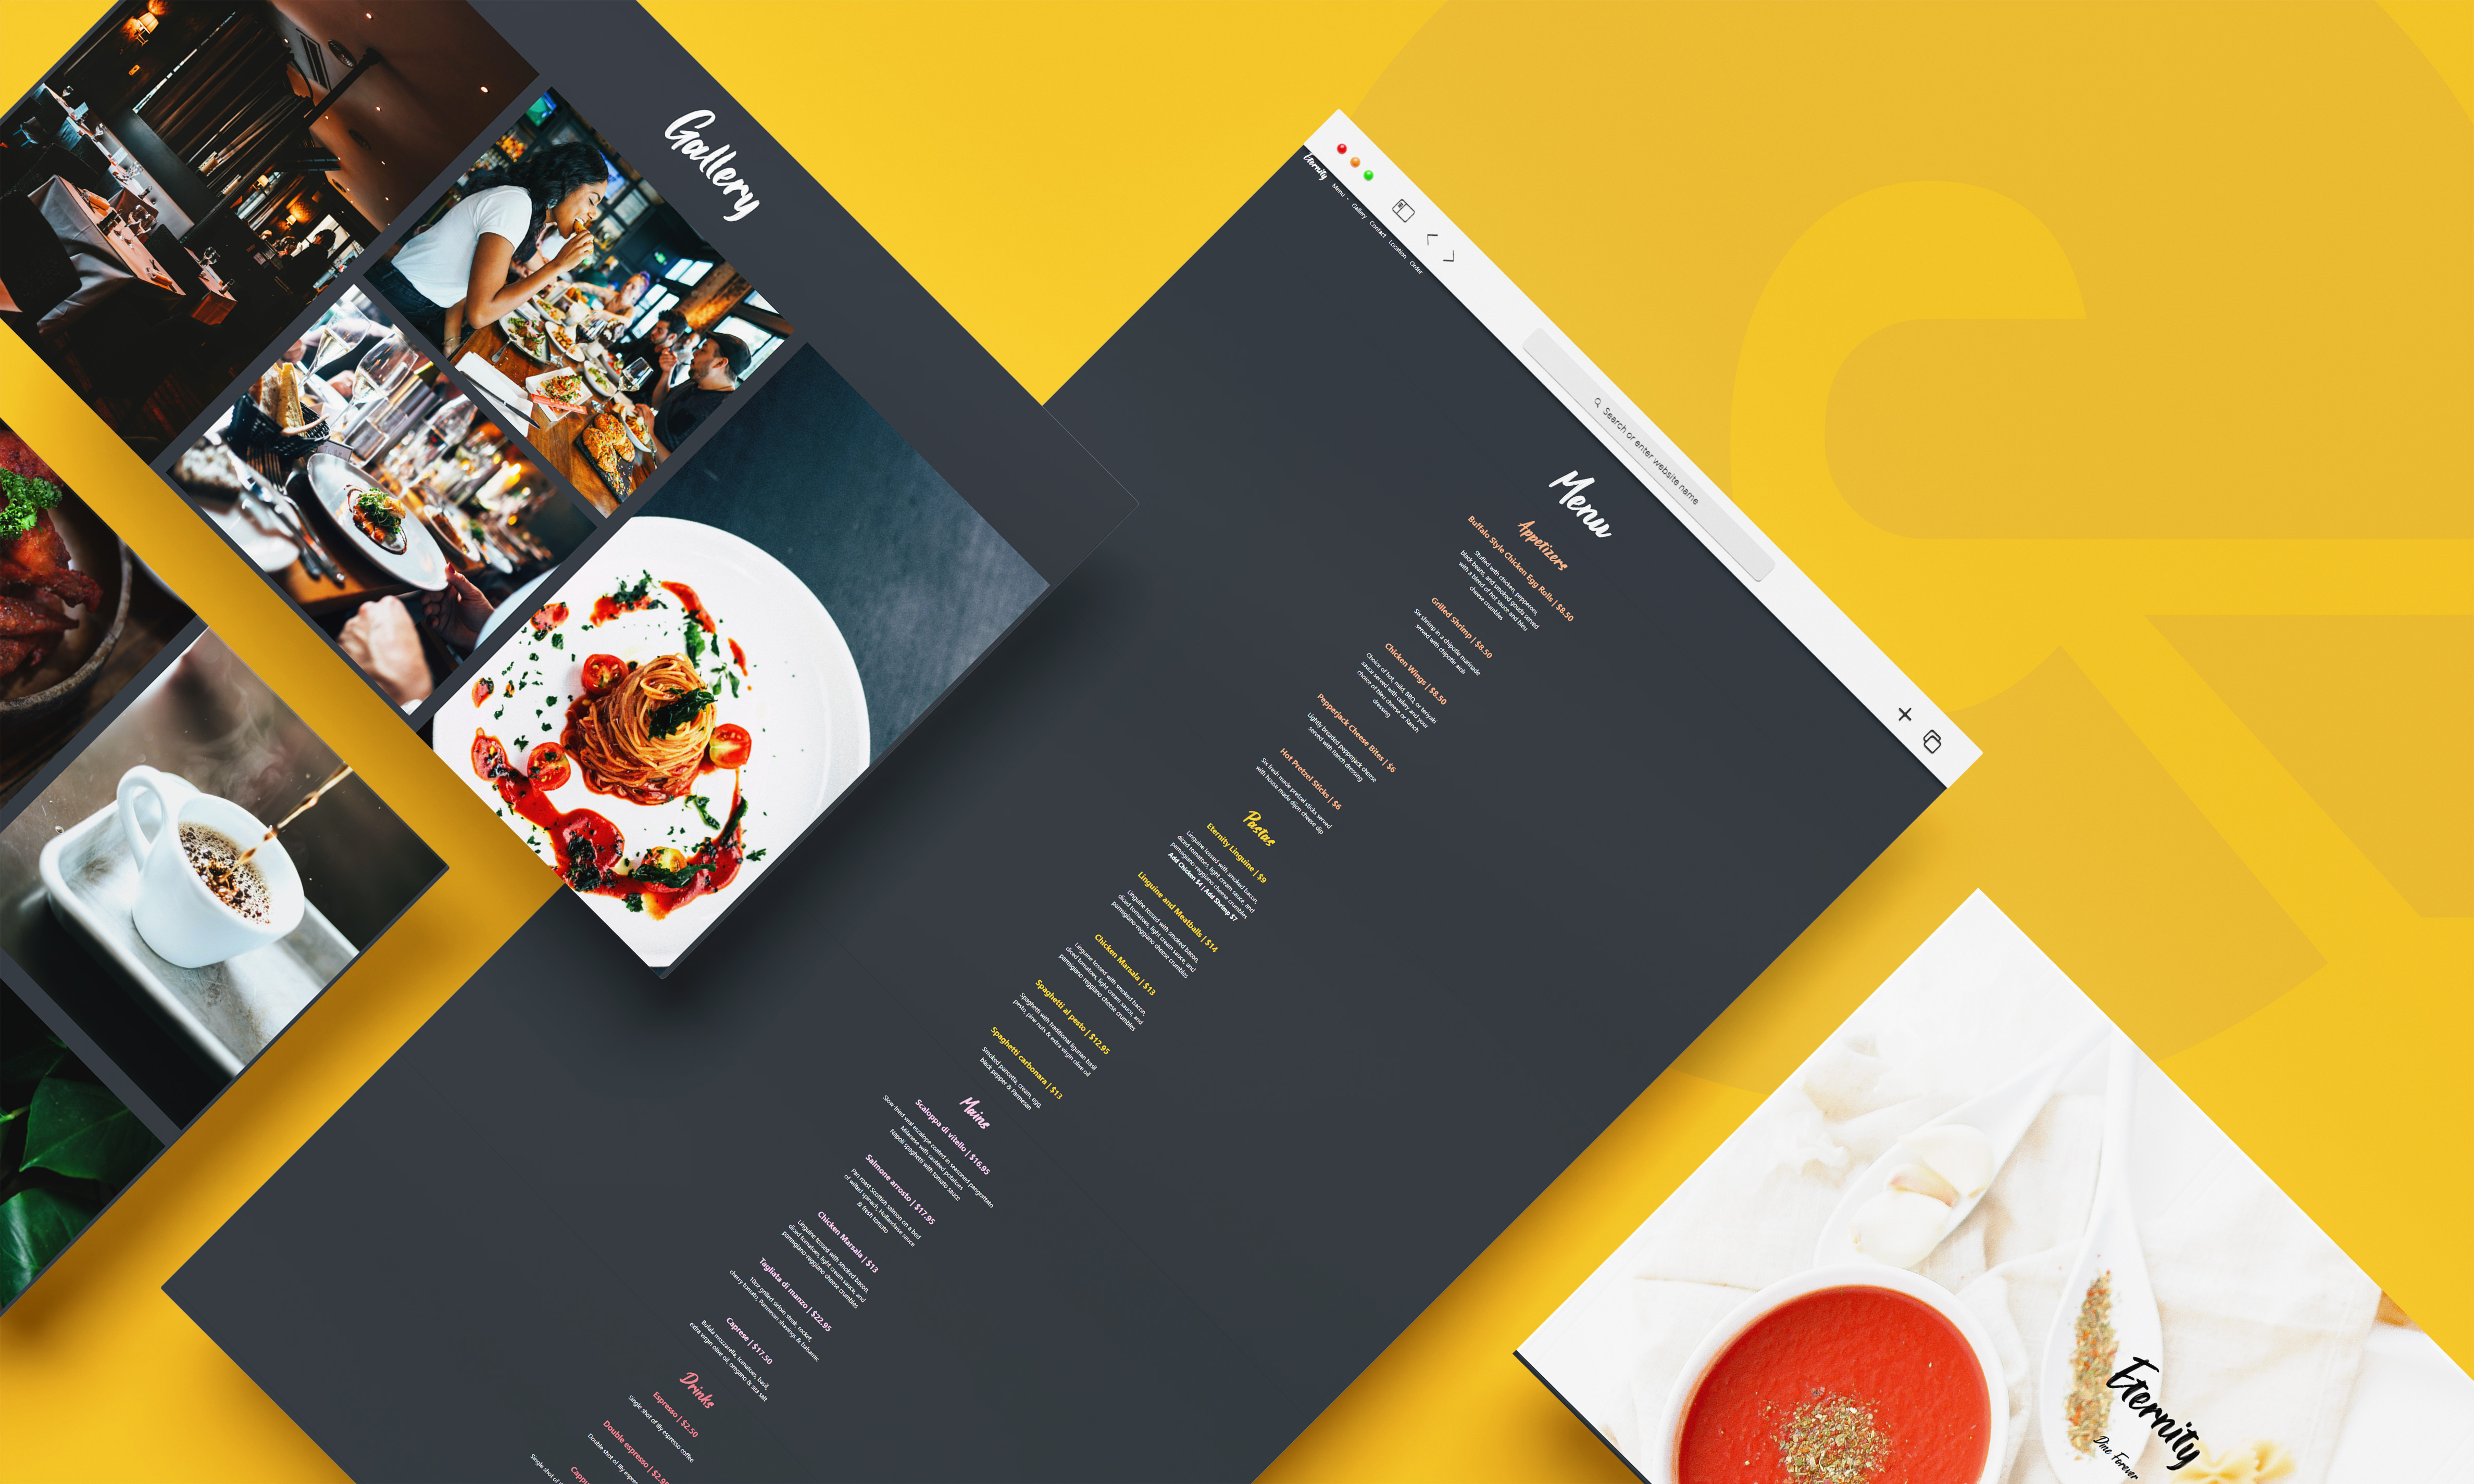 Gallery
Eternity
Menu
Gallery
Contact
Location
Order
Search or enter website name
Menu
Appetizers
Buffalo Style Chicken Egg Rolls | $8.50
Stuffed with chicken, pepperoni,
black beans, and smoked gouda served
with a blend of hot sauce and bleu
cheese crumbles
Grilled Shrimp | $8.50
Six shrimp in a chipotle marinade
served with chipotle aioli
Chicken Wings | $8.50
Choice of hot, mild, BBQ, or teriyaki
sauce served with celery and your
choice of bleu cheese or Ranch
dressing
Pepperjack Cheese Bites | $6
Lightly breaded pepperjack cheese
served with Ranch dressing
Hot Pretzel Sticks | $6
Six fresh made pretzel sticks served
with house made dijon cheese dip
Pastas
Eternity Linguine | $9
Linguine tossed with smoked bacon,
diced tomatoes, light cream sauce, and
parmigiano-reggiano cheese crumbles
Add Chicken $4 | Add Shrimp $7
Linguine and Meatballs | $14
Linguine tossed with smoked bacon,
diced tomatoes, light cream sauce, and
parmigiano-reggiano cheese crumbles
Chicken Marsala | $13
Linguine tossed with smoked bacon,
diced tomatoes, light cream sauce, and
parmigiano-reggiano cheese crumbles
Spaghetti al pesto | $12.95
Spaghetti with traditional ligurian basil
pesto, pine nuts & extra virgin olive oil
Spaghetti carbonara | $13
Smoked pancetta, cream, egg,
black pepper & Parmesan
Mains
Scaloppa di vitello | $16.95
Slow fried veal escalope coated in seasoned pangrattato
Milanese with sautéed potatoes
Napoli spaghetti with tomato sauce
Salmone arrosto | $17.95
Pan roast Scottish salmon on a bed
of wilted spinach, Hollandaise sauce
& fresh tomato
Chicken Marsala | $13
Linguine tossed with smoked bacon,
diced tomatoes, light cream sauce, and
parmigiano-reggiano cheese crumbles
Tagliata di manzo | $22.95
10oz grilled sirloin steak, rocket,
cherry tomato, Parmesan shavings & balsamic
Caprese | $17.50
Bufala mozzarella, tomatoes, basil,
extra virgin olive oil, oregano & sea salt
Drinks
Espresso | $2.50
Single shot of illy espresso coffee
Double espresso | $2.95
Double shot of illy
Single shot of
Eternity
Dine Forever